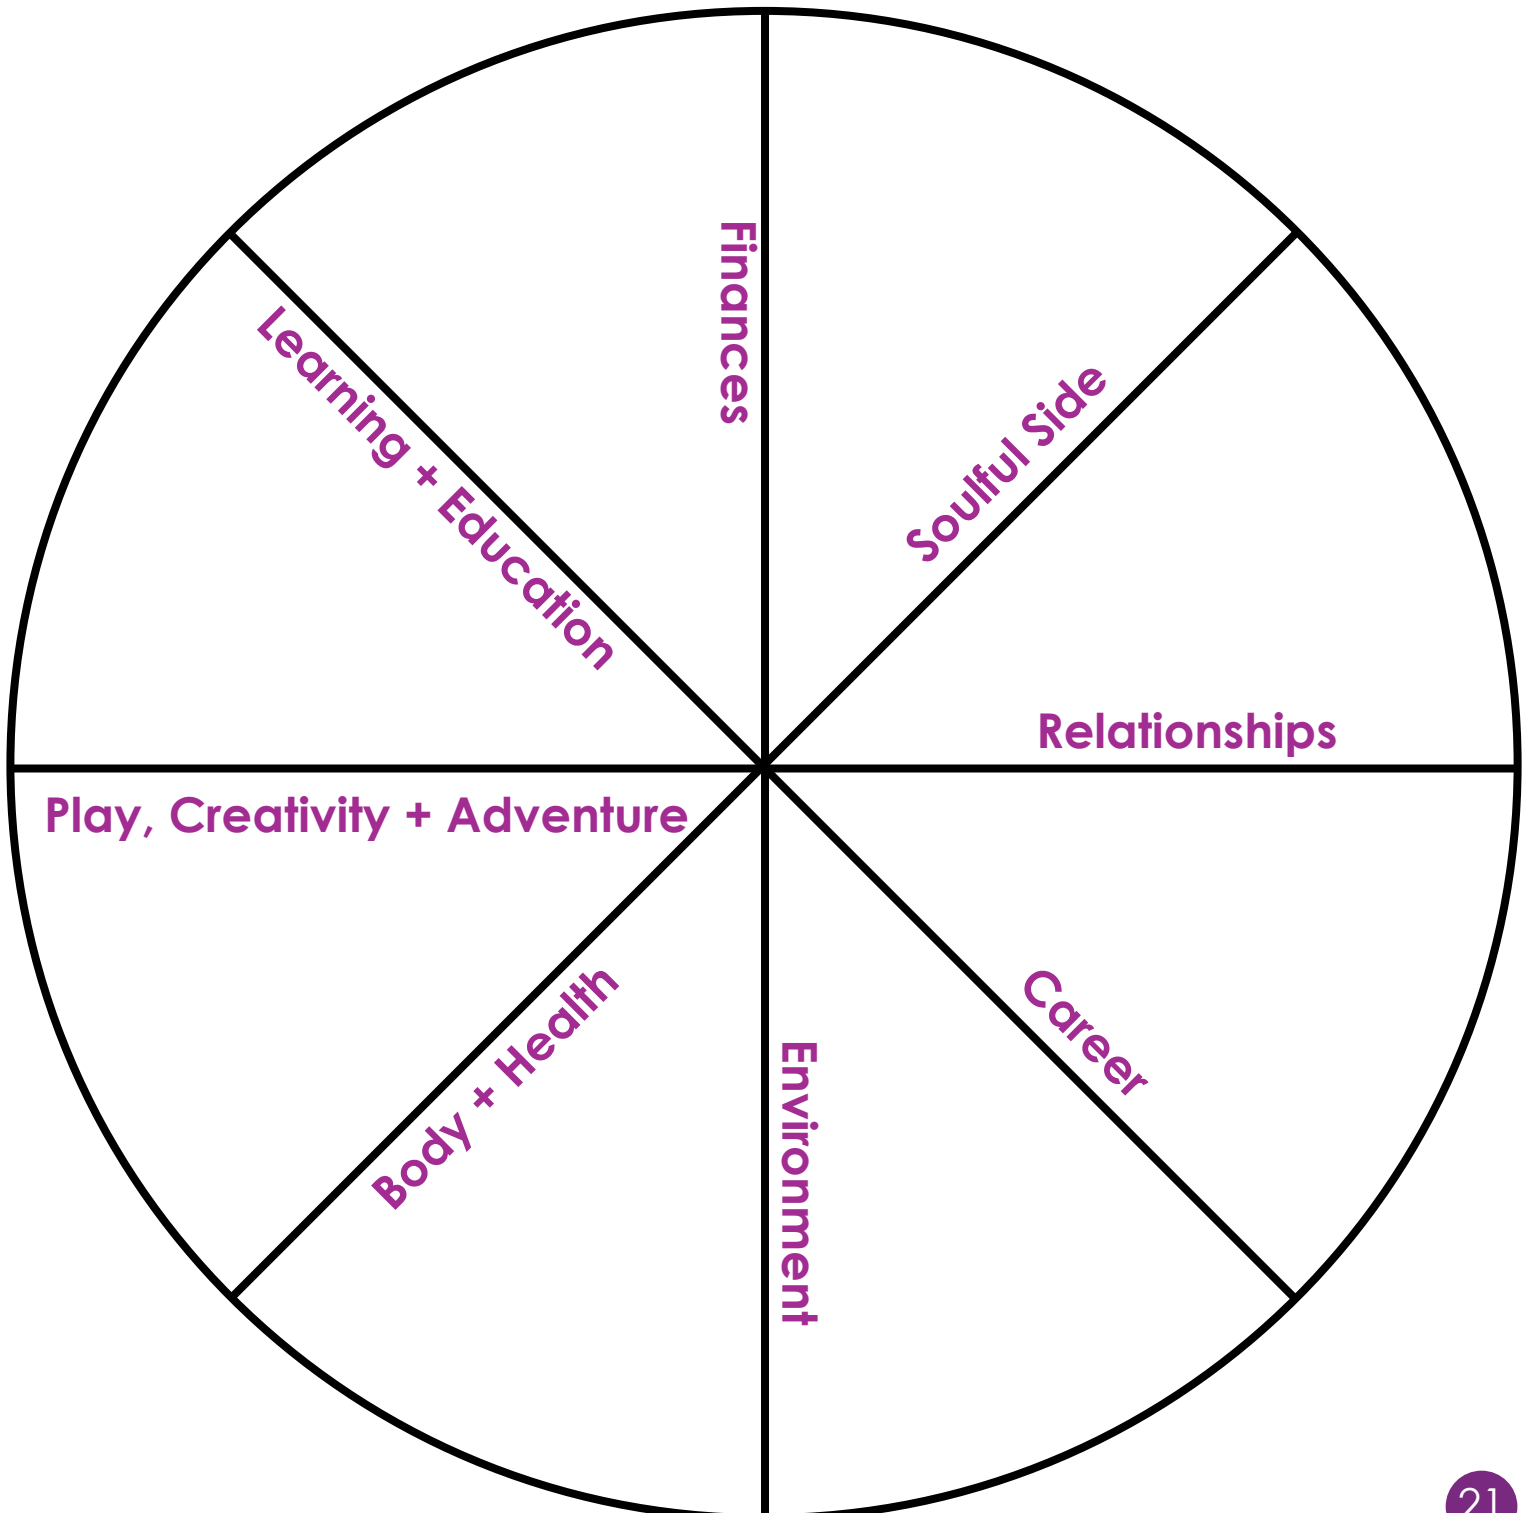 Finances
Soulful Side
Learning + Education
Relationships
Play, Creativity + Adventure
Career
Body + Health
Environment
21